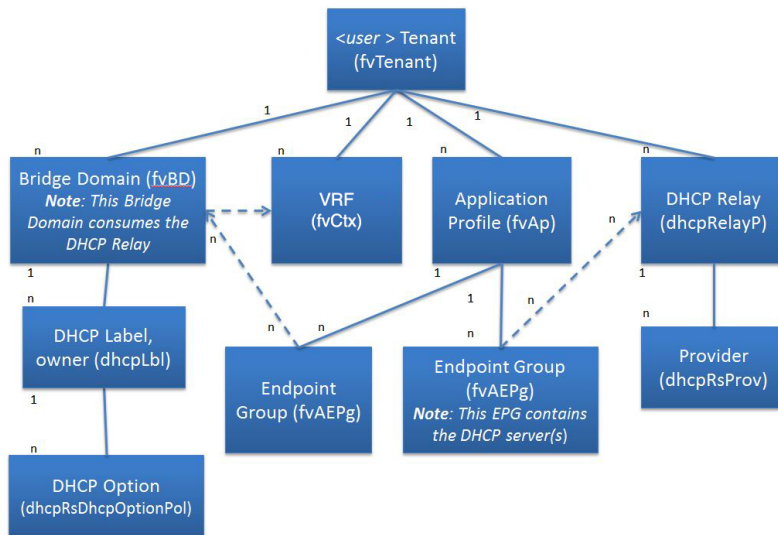 <user > Tenant
(fvTenant)
1
1
1
1
n
n
n
n
Bridge Domain (fvBD)
Note: This Bridge
Domain consumes the
DHCP Relay
VRF
(fvCtx)
Application
Profile (fvAp)
DHCP Relay
(dhcpRelayP)
n
n
1
1
1
1
n
n
n
n
n
n
DHCP Label,
owner (dhcpLbl)
Endpoint
Group (fvAEPg)
Endpoint Group
(fvAEPg)
Note: This EPG contains
the DHCP server(s)
Provider
(dhcpRsProv)
1
n
DHCP Option
(dhcpRsDhcpOptionPol)